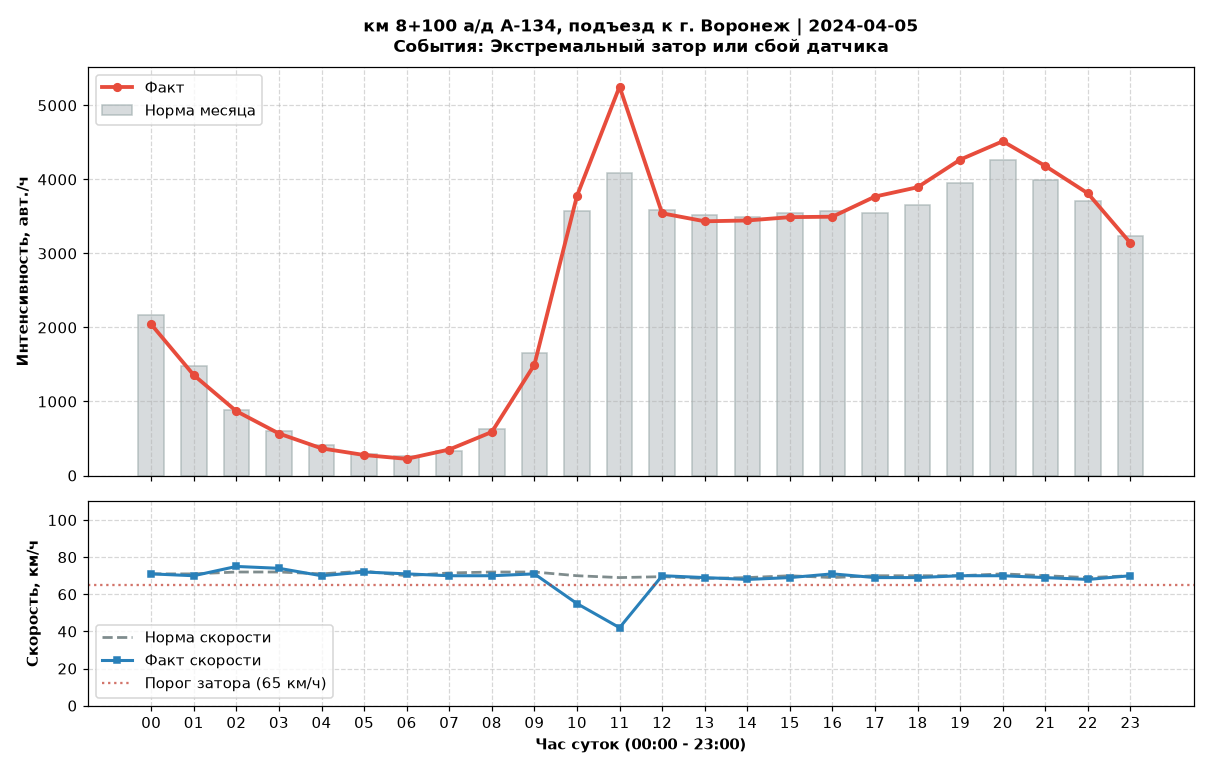 км 8+100 а/д А-134, подъезд к г. Воронеж | 2024-04-05
События: Экстремальный затор или сбой датчика
Интенсивность, авт./ч
5000
4000
3000
2000
1000
0
Факт
Норма месяца
Скорость, км/ч
100
80
60
40
20
0
Норма скорости
Факт скорости
Порог затора (65 км/ч)
00 01 02 03 04 05 06 07 08 09 10 11 12 13 14 15 16 17 18 19 20 21 22 23
Час суток (00:00 - 23:00)